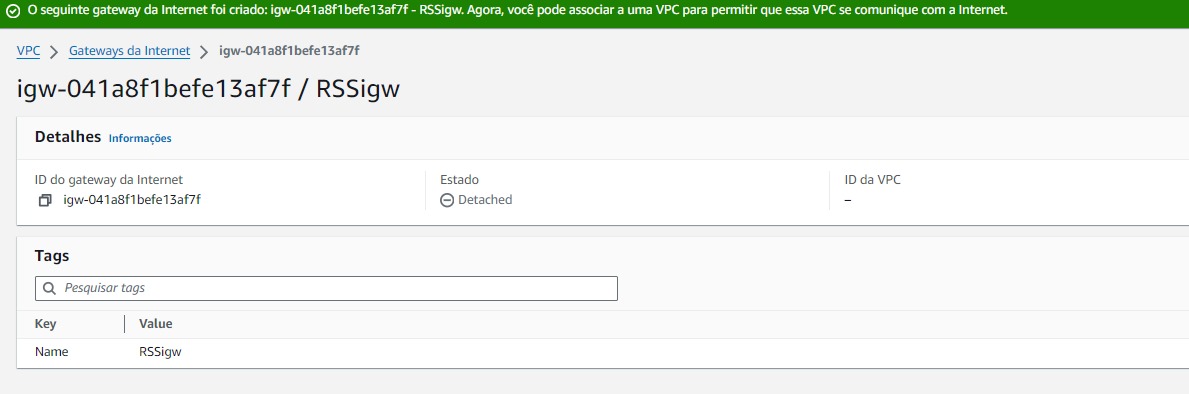 O seguinte gateway da Internet foi criado: igw-041a8f1befe13af7f - RSSigw. Agora, você pode associar a uma VPC para permitir que essa VPC se comunique com a Internet.
VPC > Gateways da Internet > igw-041a8f1befe13af7f
igw-041a8f1befe13af7f / RSSigw
Detalhes Informações
ID do gateway da Internet Estado ID da VPC
igw-041a8f1befe13af7f Detached –
Tags
Pesquisar tags
Key Value
Name RSSigw